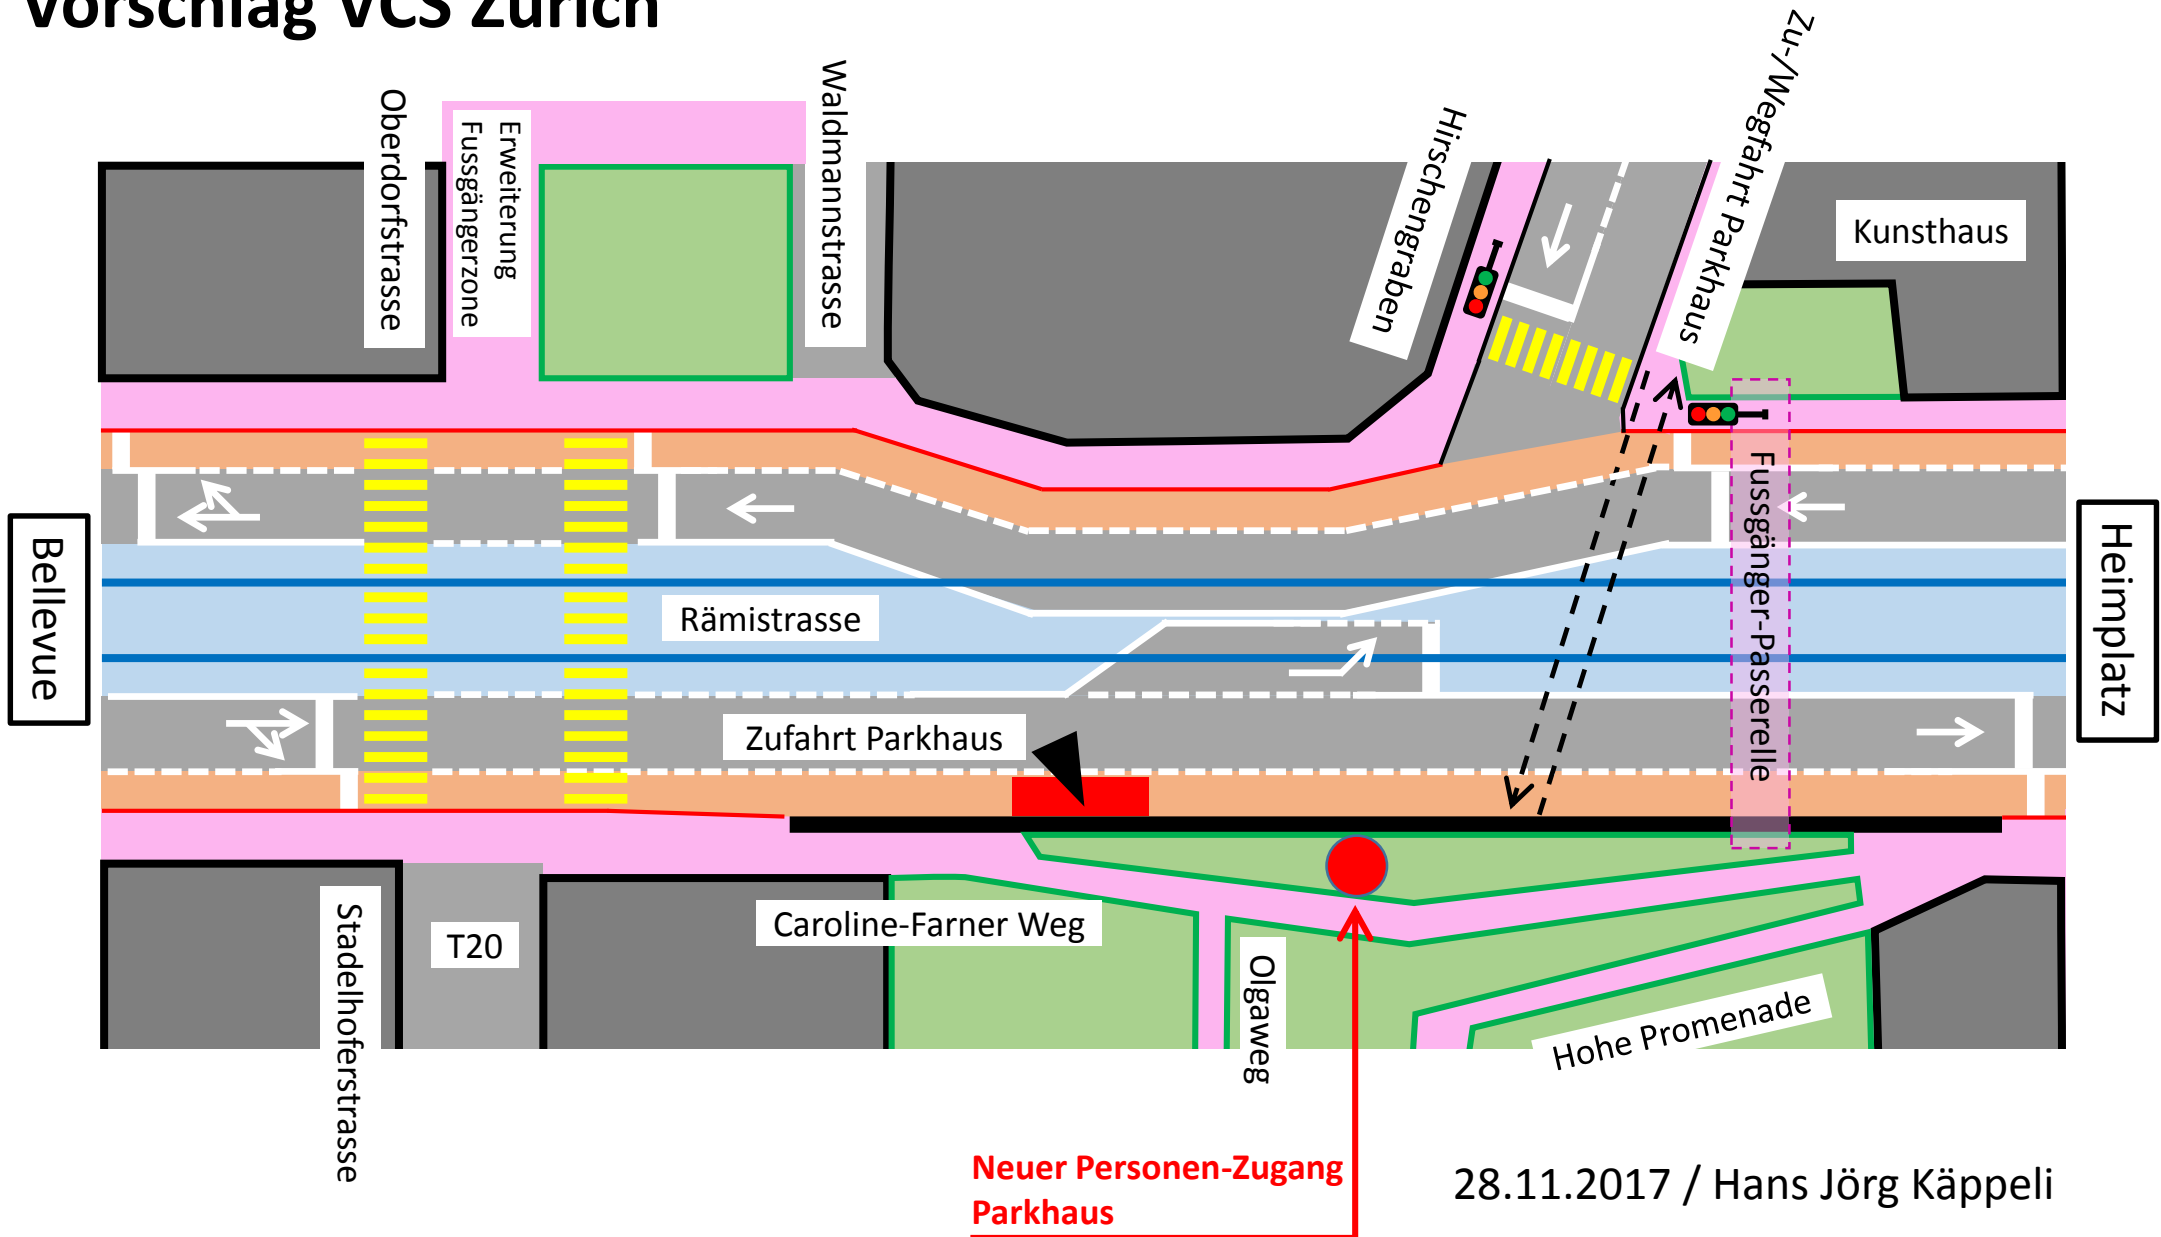 Vorschlag VCS Zürich
Oberdorfstrasse
Erweiterung
Fussgängerzone
Waldmannstrasse
Hirschengraben
Zu-/Wegfahrt Parkhaus
Kunsthaus
Bellevue
Rämistrasse
Fussgänger-Passerelle
Heimplatz
Zufahrt Parkhaus
Stadelhoferstrasse
T20
Caroline-Farner Weg
Olgaweg
Hohe Promenade
Neuer Personen-Zugang
Parkhaus
28.11.2017 / Hans Jörg Käppeli